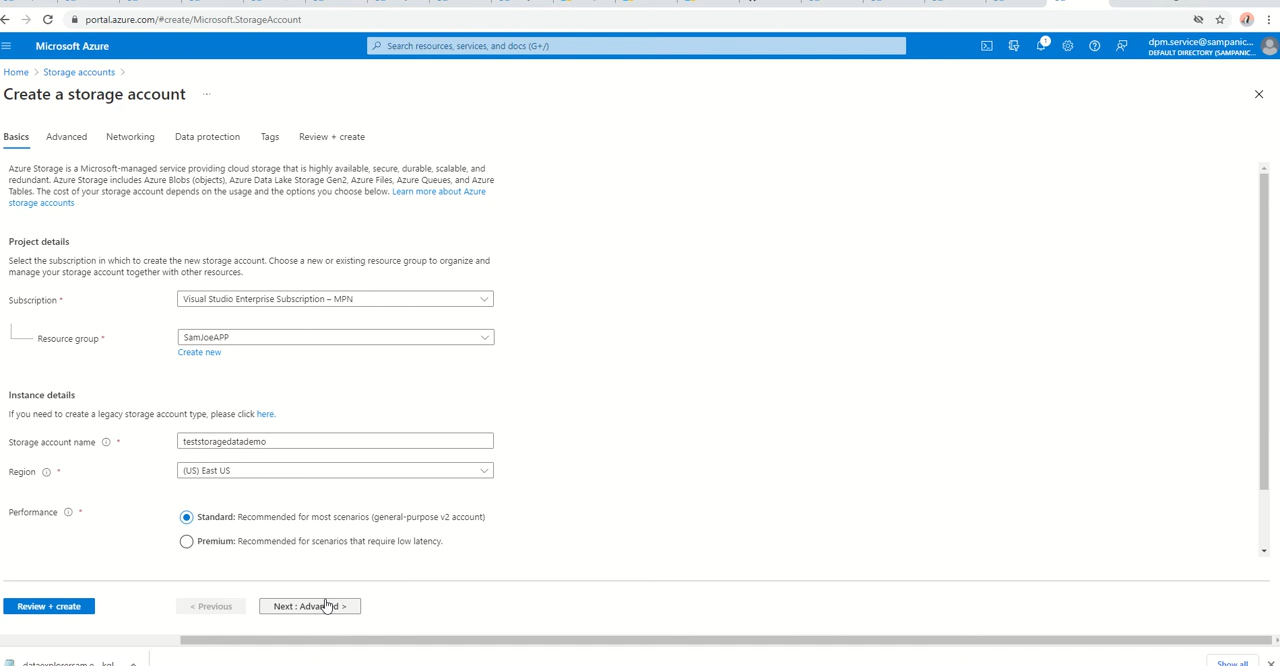 portal.azure.com/#create/Microsoft.StorageAccount
Microsoft Azure
Search resources, services, and docs (G+/)
1
dpm.service@sampanic...
DEFAULT DIRECTORY (SAMPANIC...
Home > Storage accounts >
Create a storage account ...
Basics Advanced Networking Data protection Tags Review + create
Azure Storage is a Microsoft-managed service providing cloud storage that is highly available, secure, durable, scalable, and
redundant. Azure Storage includes Azure Blobs (objects), Azure Data Lake Storage Gen2, Azure Files, Azure Queues, and Azure
Tables. The cost of your storage account depends on the usage and the options you choose below. Learn more about Azure
storage accounts
Project details
Select the subscription in which to create the new storage account. Choose a new or existing resource group to organize and
manage your storage account together with other resources.
Subscription *
Visual Studio Enterprise Subscription – MPN
Resource group *
SamJoeAPP
Create new
Instance details
If you need to create a legacy storage account type, please click here.
Storage account name *
teststoragedatademo
Region *
(US) East US
Performance *
Standard: Recommended for most scenarios (general-purpose v2 account)
Premium: Recommended for scenarios that require low latency.
Review + create
< Previous
Next : Advanced >
Show all